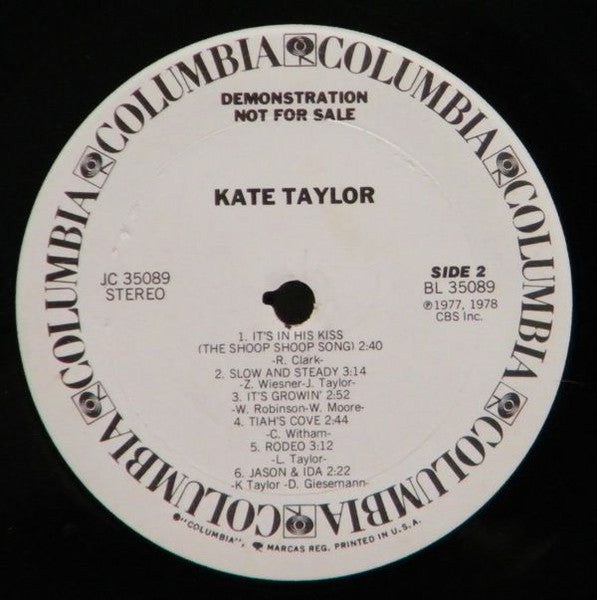 COLUMBIA COLUMBIA COLUMBIA COLUMBIA COLUMBIA COLUMBIA COLUMBIA COLUMBIA
DEMONSTRATION
NOT FOR SALE
KATE TAYLOR
JC 35089
STEREO
SIDE 2
BL 35089
℗1977, 1978
CBS Inc.
1. IT'S IN HIS KISS
(THE SHOOP SHOOP SONG) 2:40
-R. Clark-
2. SLOW AND STEADY 3:14
-Z. Wiesner-J. Taylor-
3. IT'S GROWIN' 2:52
-W. Robinson-W. Moore-
4. TIAH'S COVE 2:44
-C. Witham-
5. RODEO 3:12
-L. Taylor-
6. JASON & IDA 2:22
-K Taylor -D. Giesemann-
®"COLUMBIA", MARCAS REG. PRINTED IN U.S.A.